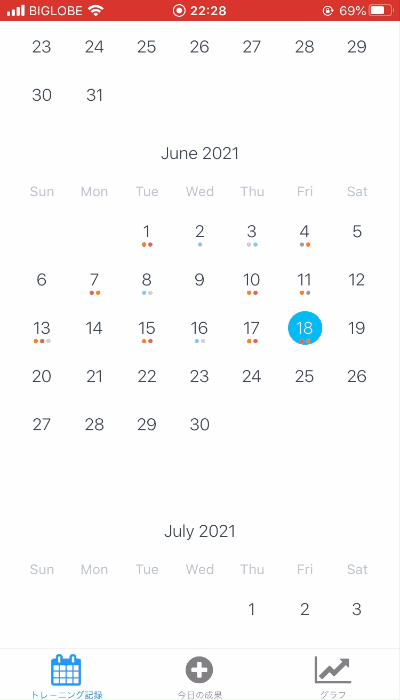 BIGLOBE 22:28 69%
23 24 25 26 27 28 29
30 31
June 2021
Sun Mon Tue Wed Thu Fri Sat
1 2 3 4 5
6 7 8 9 10 11 12
13 14 15 16 17 18 19
20 21 22 23 24 25 26
27 28 29 30
July 2021
Sun Mon Tue Wed Thu Fri Sat
1 2 3
トレーニング記録 今日の成果 グラフ